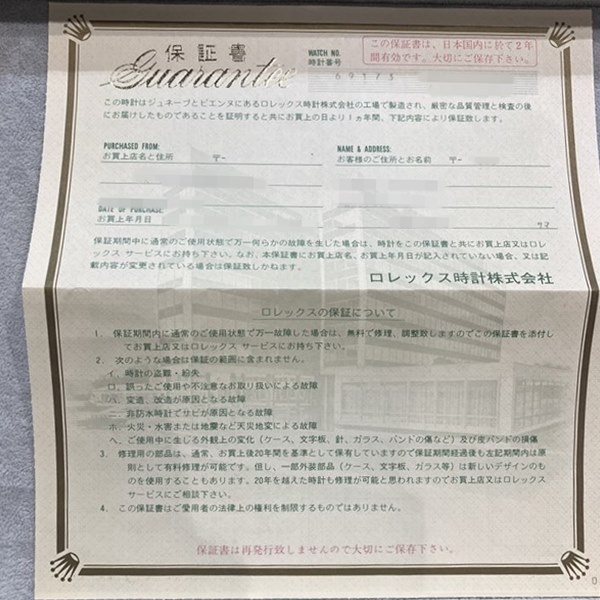 保証書
Guarantee
WATCH NO.
時計番号
69173
この保証書は、日本国内に於て2年
間有効です。大切にご保存下さい。
この時計はジュネーブとビエンヌにあるロレックス時計株式会社の工場で製造され、厳密な品質管理と検査の後
にお届けしたものであることを証明すると共にお買上の日より1ヵ年間、下記内容により保証致します。
PURCHASED FROM:
お買上店名と住所 〒-
NAME & ADDRESS:
お客様のご住所とお名前 〒-
DATE OF PURCHASE
お買上年月日
保証期間中に通常のご使用状態で万一何らかの故障を生した場合は、時計をこの保証書と共にお買上店又はロレ
ックス サービスにお持ち下さい。なお、本保証書にお買上店名、お買上年月日が記入されていない場合、又は記
載内容が変更されている場合は保証致しかねます。
ロレックス時計株式会社
ロレックスの保証について
1. 保証期間内に通常のご使用状態で万一故障した場合は、無料で修理、調整致しますのでこの保証書を添付し
てお買上店又はロレックス サービスにお持ち下さい。
2. 次のような場合は保証の範囲に含まれません。
イ. 時計の盗難・紛失
ロ. 誤ったご使用や不注意なお取り扱いによる故障
ハ. 変造、改造が原因となる故障
ニ. 非防水時計でサビが原因となる故障
ホ. 火災・水害または地震など天災地変による故障
ヘ. ご使用中に生じる外観上の変化(ケース、文字板、針、ガラス、バンドの傷など)及び皮バンドの損傷
3. 修理用の部品は、通常、お買上後20年間を基準として保有していますので保証期間経過後も左記期間内は原
則として有料修理が可能です。但し、一部外装部品(ケース、文字板、ガラス等)は新しいデザインのも
のを使用することもあります。20年を越えた時計も修理が可能と思われますのでお買上店又はロレックス
サービスにご相談下さい。
4. この保証書はご愛用者の法律上の権利を制限するものではありません。
保証書は再発行致しませんので大切にご保存下さい。